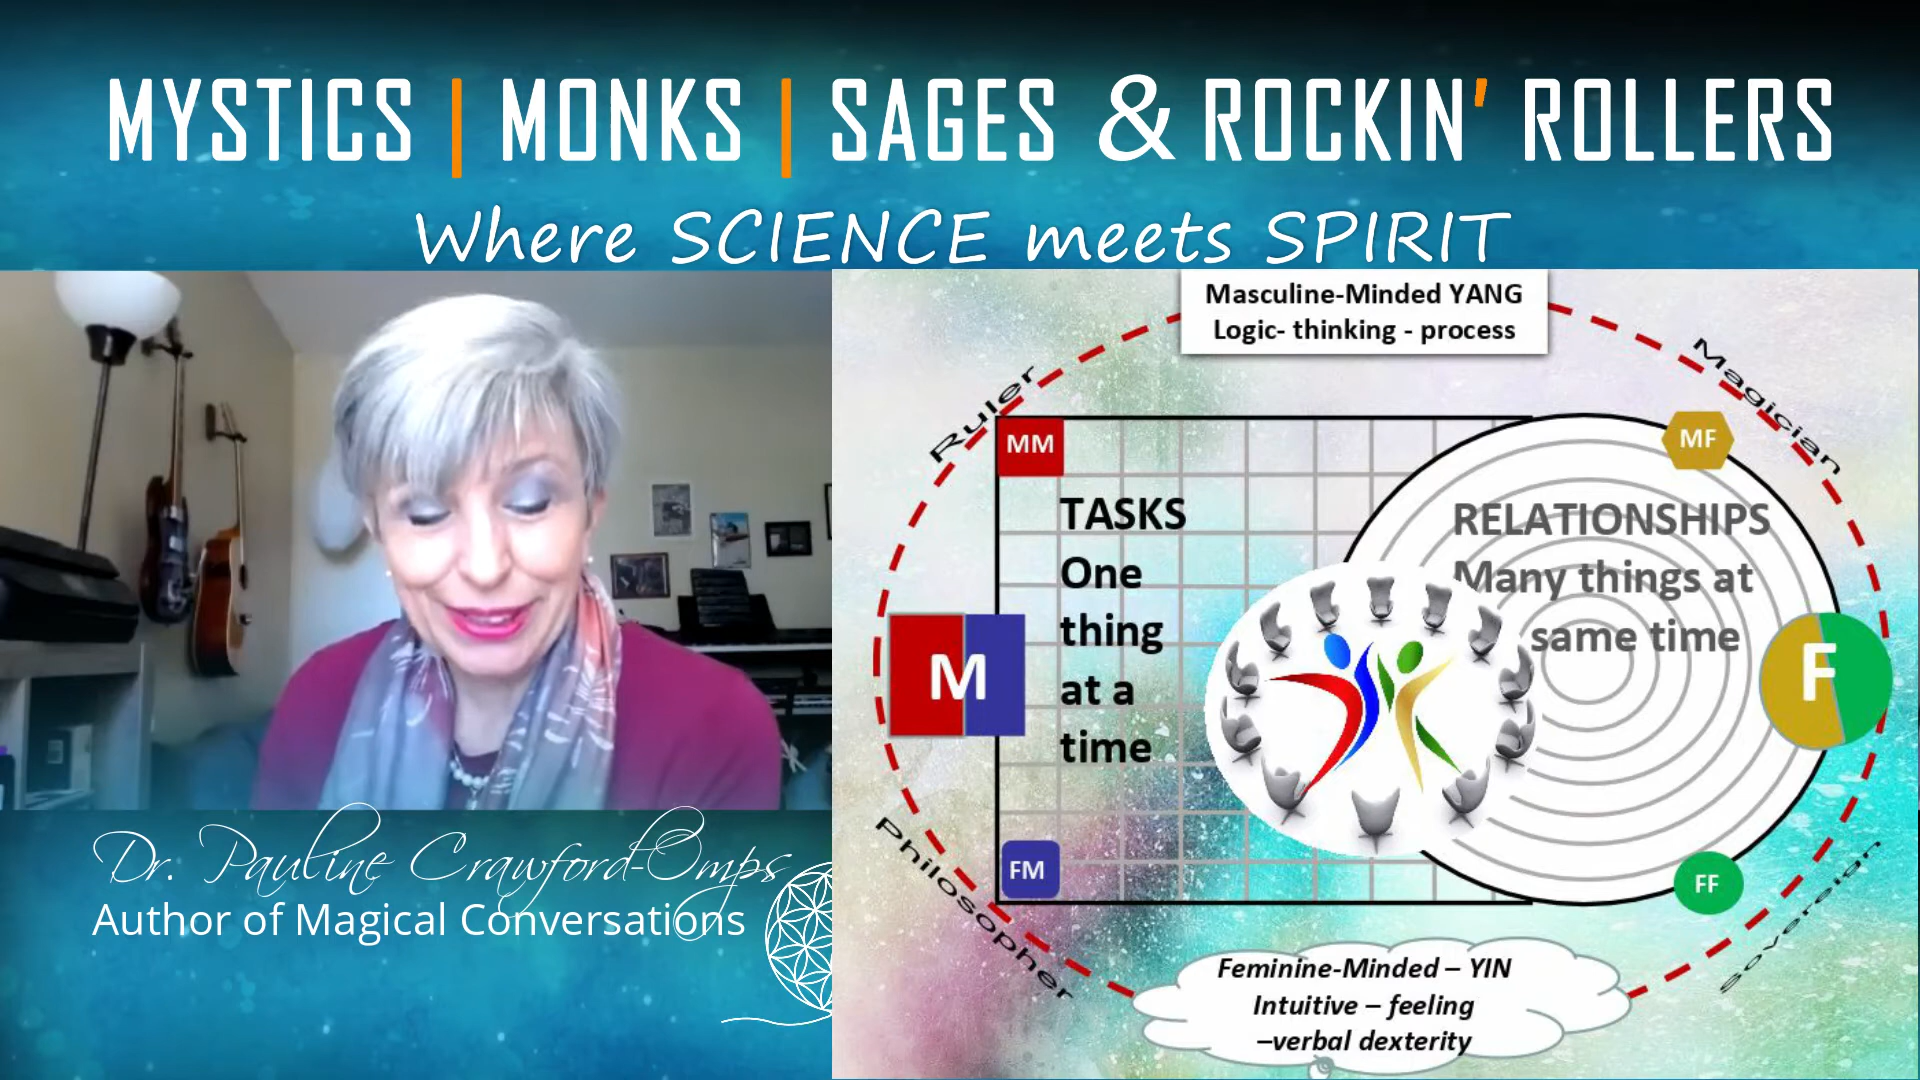 MYSTICS | MONKS | SAGES & ROCKIN' ROLLERS
Where SCIENCE meets SPIRIT
Masculine-Minded YANG
Logic- thinking - process
Ruler
Magician
MM
MF
TASKS
One
thing
at a
time
RELATIONSHIPS
Many things at
same time
M
F
FM
FF
Philosopher
Sovereign
Feminine-Minded – YIN
Intuitive – feeling
–verbal dexterity
Dr. Pauline Crawford-Omps
Author of Magical Conversations